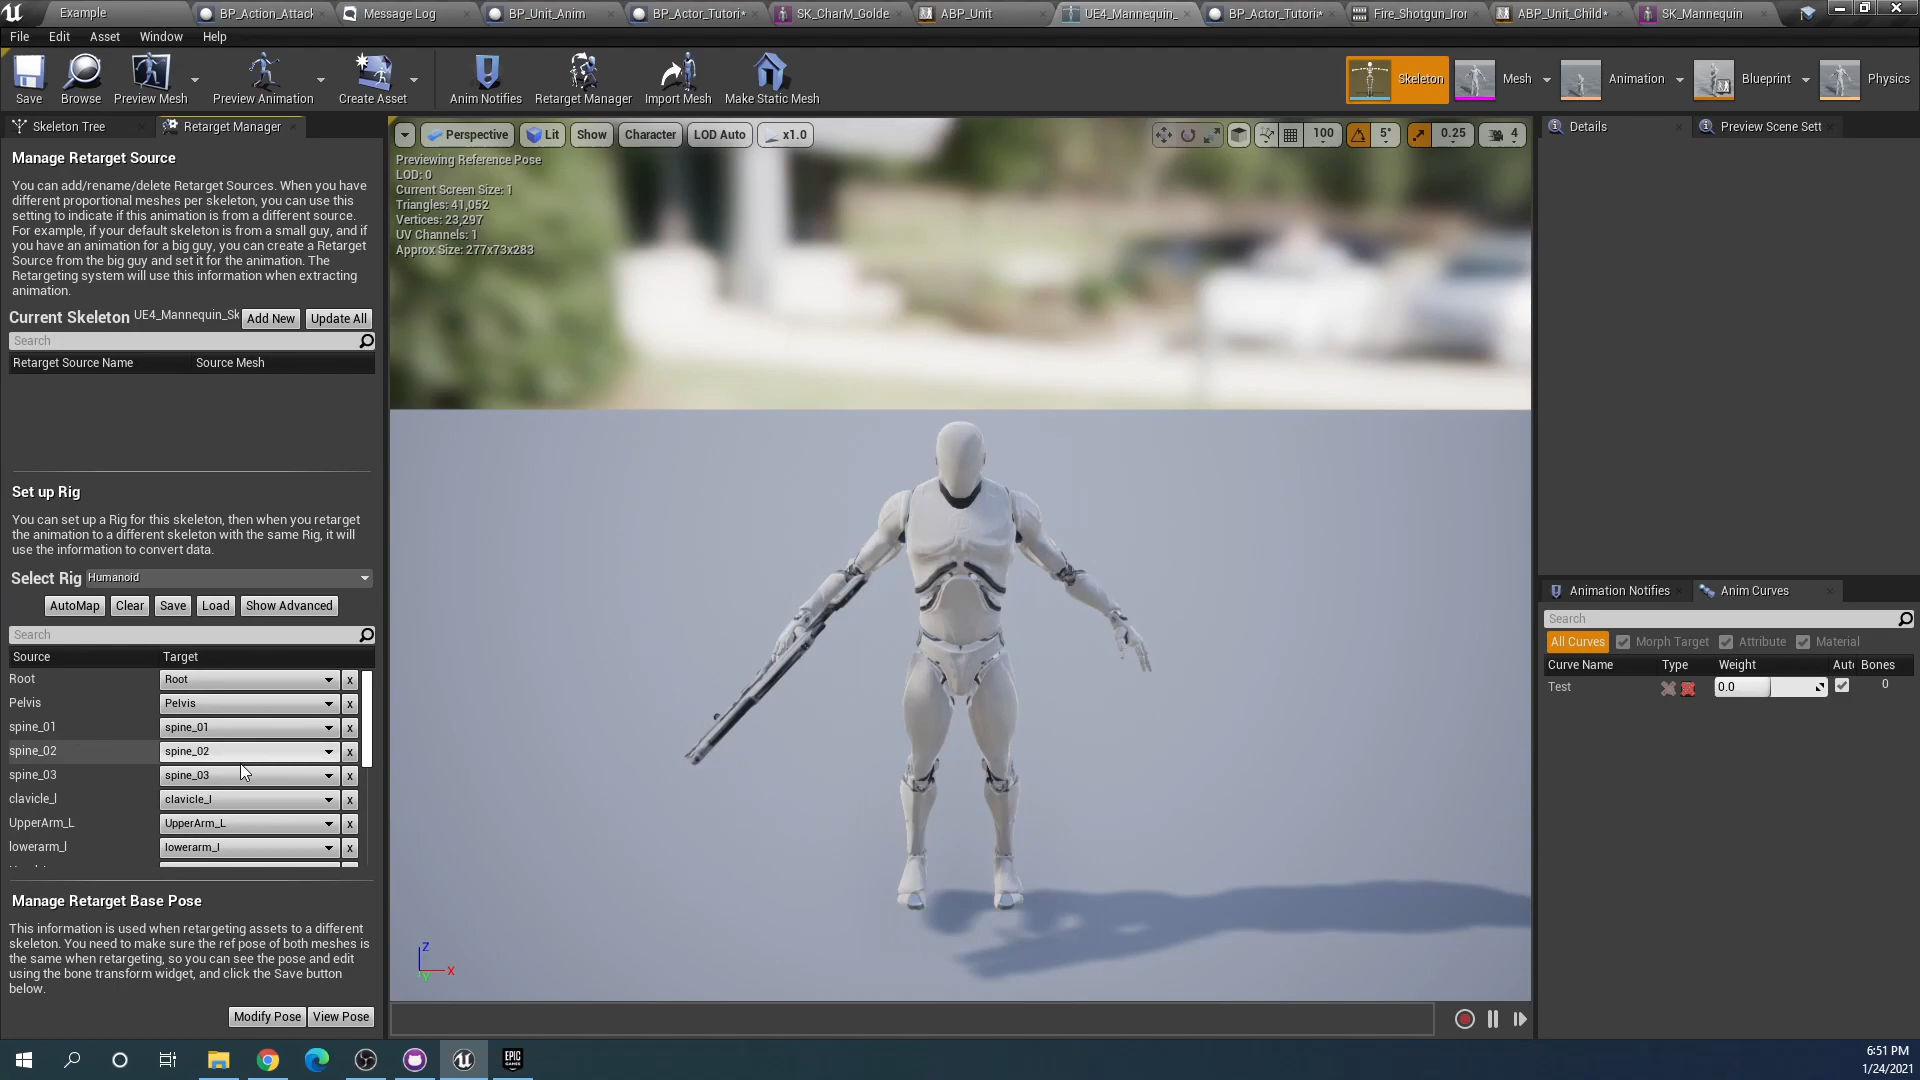 Example
BP_Action_Attack
Message Log
BP_Unit_Anim
BP_Actor_Tutori*
SK_CharM_Golde
ABP_Unit
UE4_Mannequin_
BP_Actor_Tutori*
Fire_Shotgun_Iron
ABP_Unit_Child*
SK_Mannequin
File Edit Asset Window Help
Save
Browse
Preview Mesh
Preview Animation
Create Asset
Anim Notifies
Retarget Manager
Import Mesh
Make Static Mesh
Skeleton
Mesh
Animation
Blueprint
Physics
Skeleton Tree
Retarget Manager
Manage Retarget Source
You can add/rename/delete Retarget Sources. When you have
different proportional meshes per skeleton, you can use this
setting to indicate if this animation is from a different source.
For example, if your default skeleton is from a small guy, and if
you have an animation for a big guy, you can create a Retarget
Source from the big guy and set it for the animation. The
Retargeting system will use this information when extracting
animation.
Current Skeleton UE4_Mannequin_Sk Add New Update All
Search
Retarget Source Name Source Mesh
Set up Rig
You can set up a Rig for this skeleton, then when you retarget
the animation to a different skeleton with the same Rig, it will
use the information to convert data.
Select Rig Humanoid
AutoMap Clear Save Load Show Advanced
Search
Source Target
Root Root x
Pelvis Pelvis x
spine_01 spine_01 x
spine_02 spine_02 x
spine_03 spine_03 x
clavicle_l clavicle_l x
UpperArm_L UpperArm_L x
lowerarm_l lowerarm_l x
Manage Retarget Base Pose
This information is used when retargeting assets to a different
skeleton. You need to make sure the ref pose of both meshes is
the same when retargeting, so you can see the pose and edit
using the bone transform widget, and click the Save button
below.
Modify Pose View Pose
Perspective Lit Show Character LOD Auto x1.0
100 5° 0.25 4
Previewing Reference Pose
LOD: 0
Current Screen Size: 1
Triangles: 41,052
Vertices: 23,297
UV Channels: 1
Approx Size: 277x73x283
Z
X
Y
Details
Preview Scene Sett
Animation Notifies
Anim Curves
Search
All Curves Morph Target Attribute Material
Curve Name Type Weight Auto Bones
Test 0.0 0
EPIC
GAMES
6:51 PM
1/24/2021